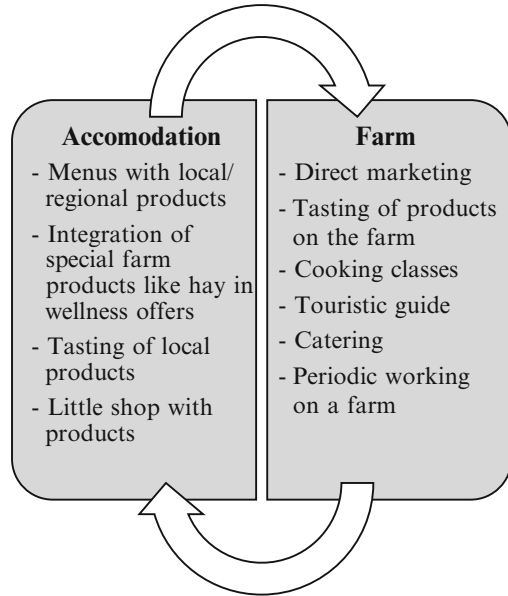 Accomodation
- Menus with local/
regional products
- Integration of
special farm
products like hay in
wellness offers
- Tasting of local
products
- Little shop with
products
Farm
- Direct marketing
- Tasting of products
on the farm
- Cooking classes
- Touristic guide
- Catering
- Periodic working
on a farm